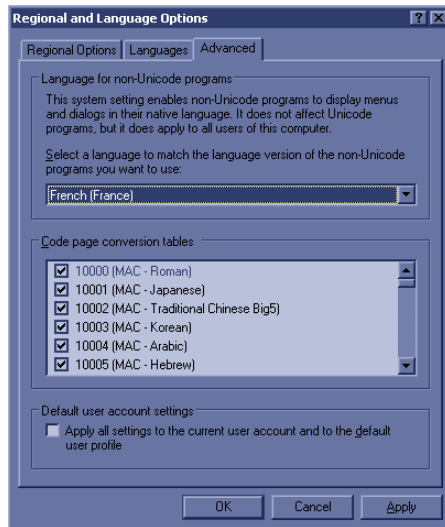 Regional and Language Options
Regional Options Languages Advanced
Language for non-Unicode programs
This system setting enables non-Unicode programs to display menus
and dialogs in their native language. It does not affect Unicode
programs, but it does apply to all users of this computer.
Select a language to match the language version of the non-Unicode
programs you want to use:
French (France)
Code page conversion tables
10000 (MAC - Roman)
10001 (MAC - Japanese)
10002 (MAC - Traditional Chinese Big5)
10003 (MAC - Korean)
10004 (MAC - Arabic)
10005 (MAC - Hebrew)
Default user account settings
Apply all settings to the current user account and to the default
user profile
OK Cancel Apply